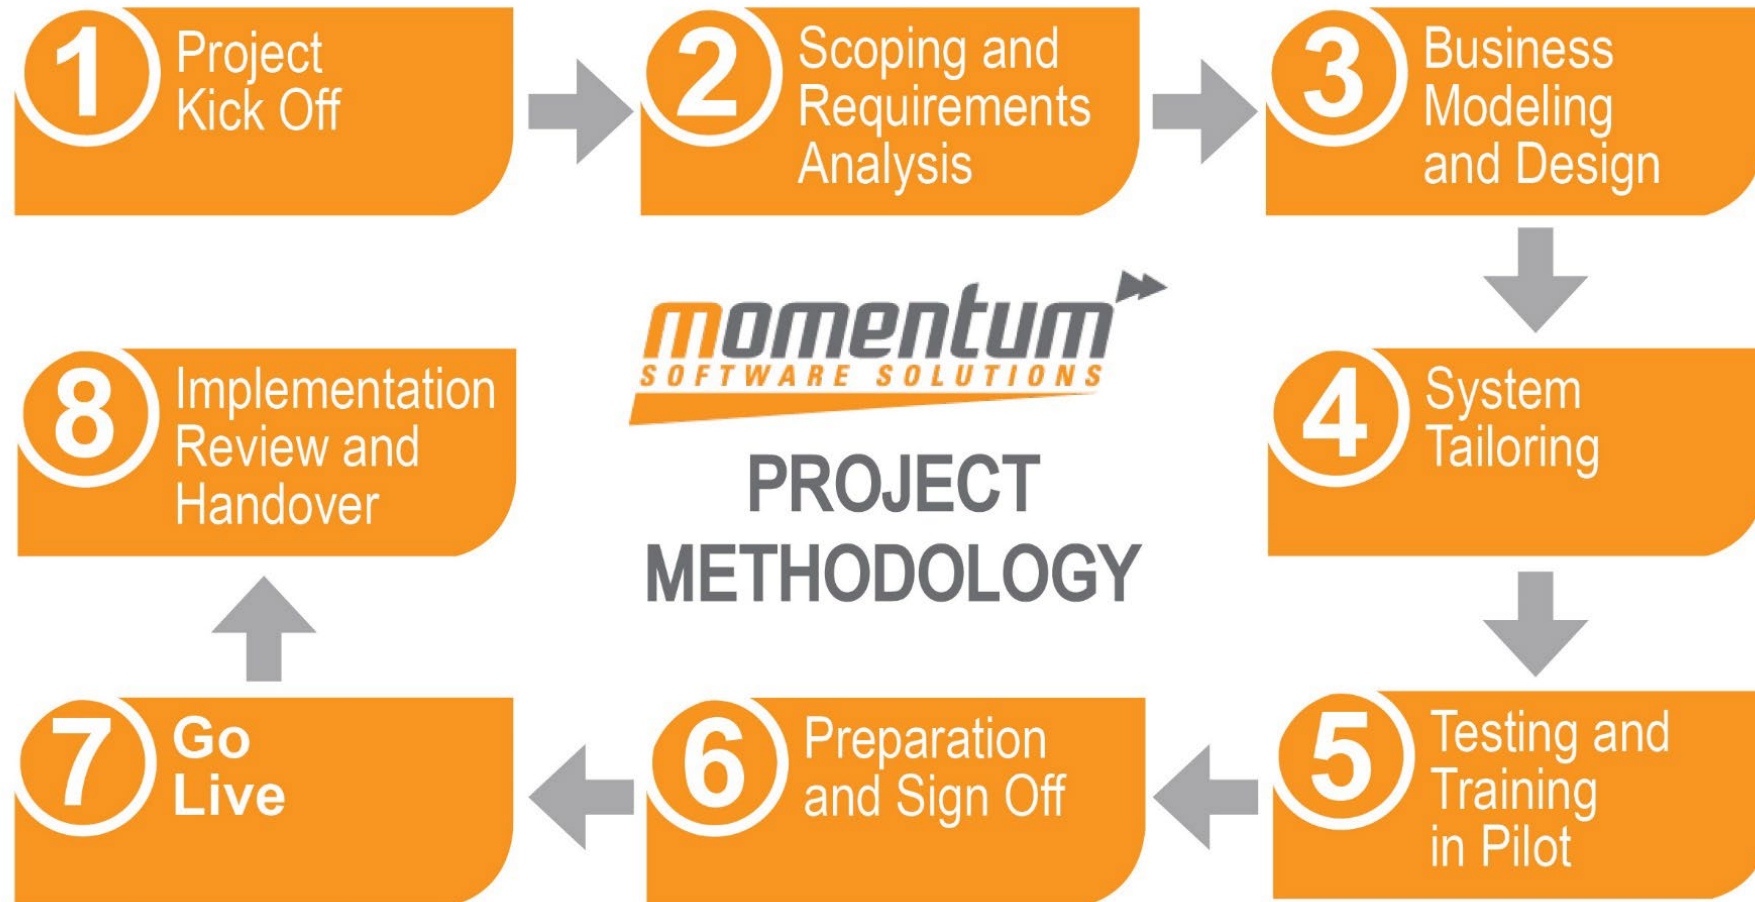 1
Project
Kick Off
2
Scoping and
Requirements
Analysis
3
Business
Modeling
and Design
momentum
SOFTWARE SOLUTIONS
PROJECT
METHODOLOGY
4
System
Tailoring
5
Testing and
Training
in Pilot
6
Preparation
and Sign Off
7
Go
Live
8
Implementation
Review and
Handover